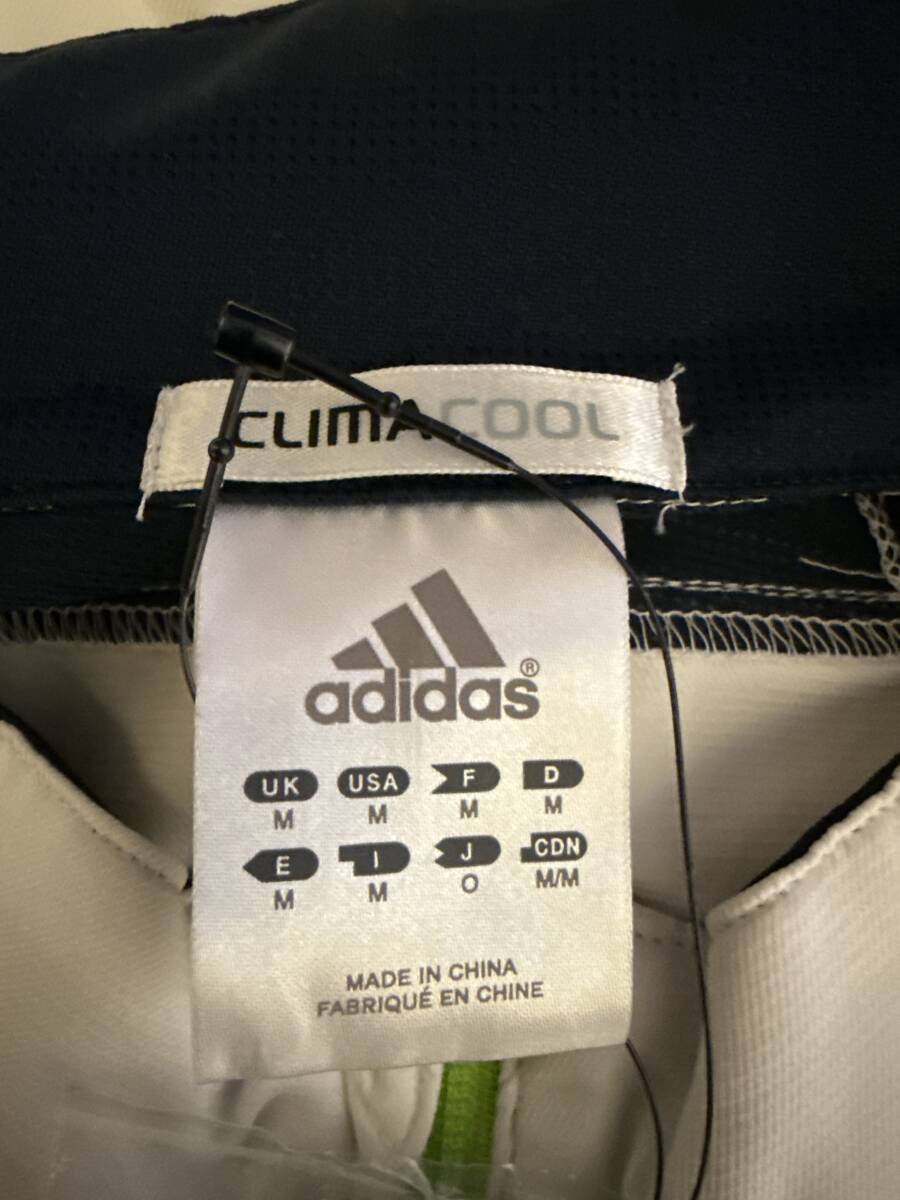 CLIMACOOL
adidas®
UK USA F D
M M M M
E I J CDN
M M O M/M
MADE IN CHINA
FABRIQUÉ EN CHINE